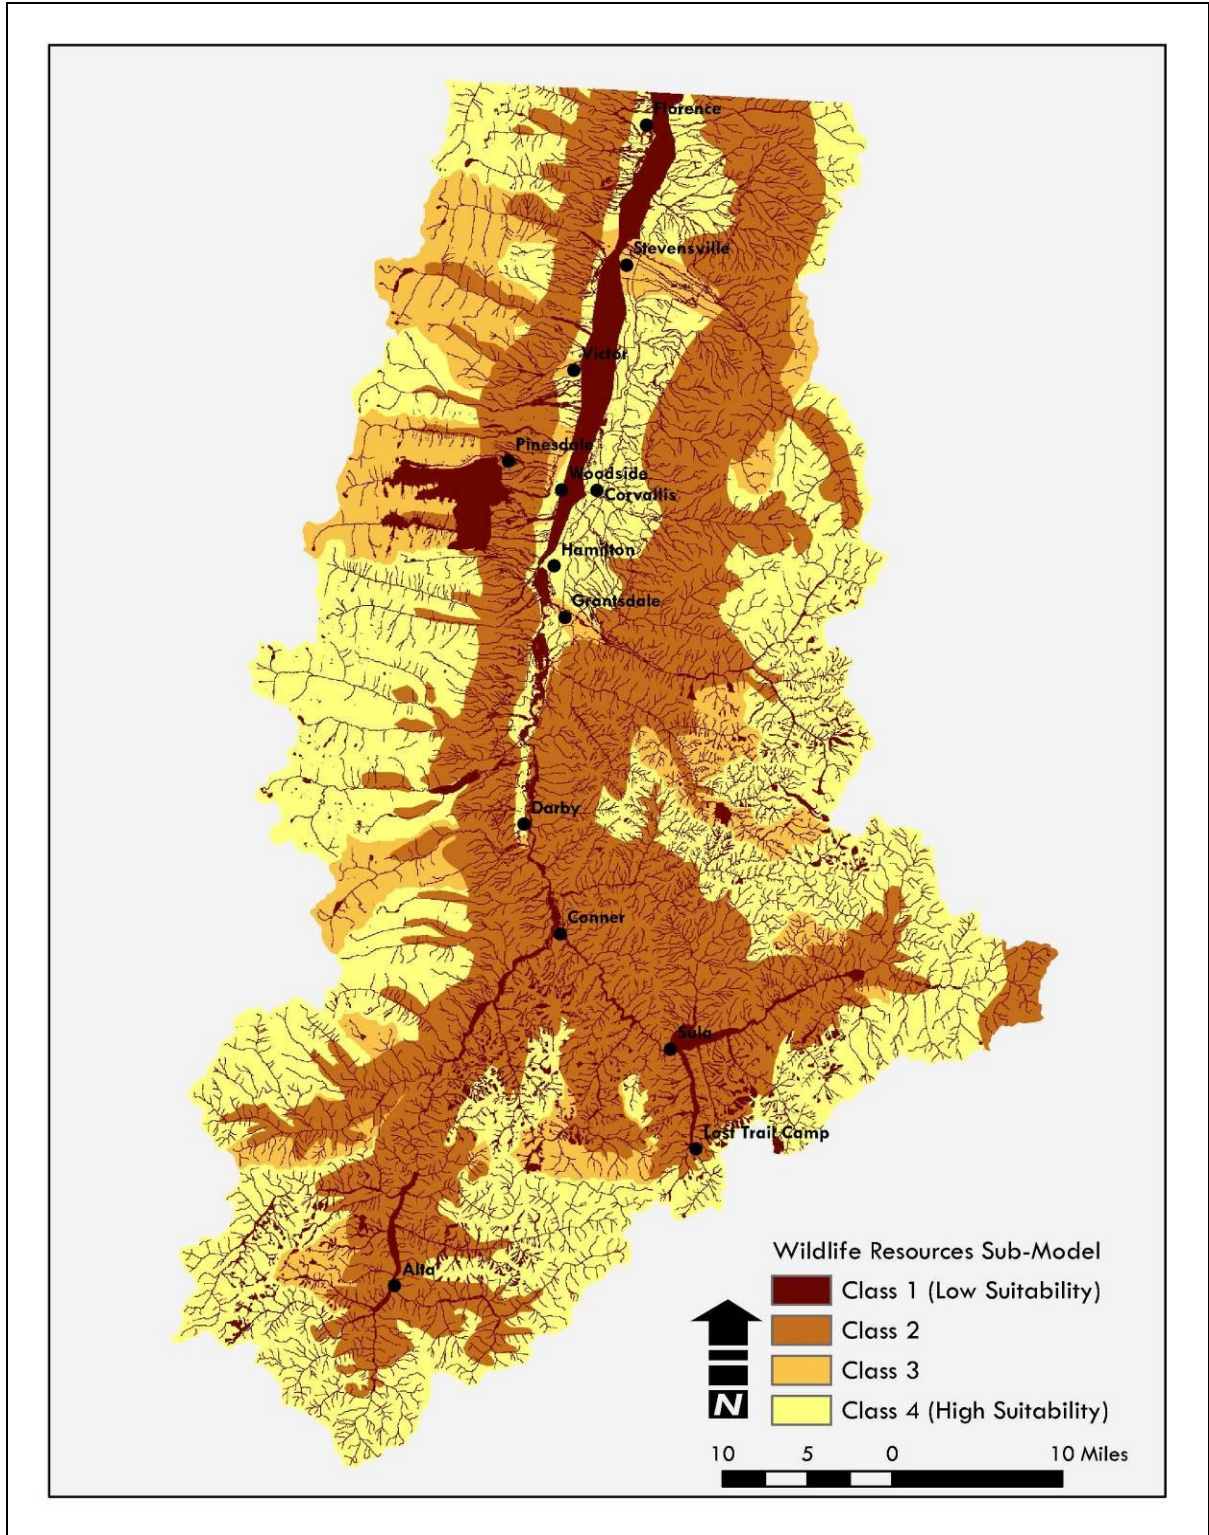 Florence
Stevensville
Victor
Pinesdale
Woodside
Corvallis
Hamilton
Grantsdale
Darby
Conner
Sula
Lost Trail Camp
Alta
Wildlife Resources Sub-Model
Class 1 (Low Suitability)
Class 2
Class 3
Class 4 (High Suitability)
N
10 5 0 10 Miles